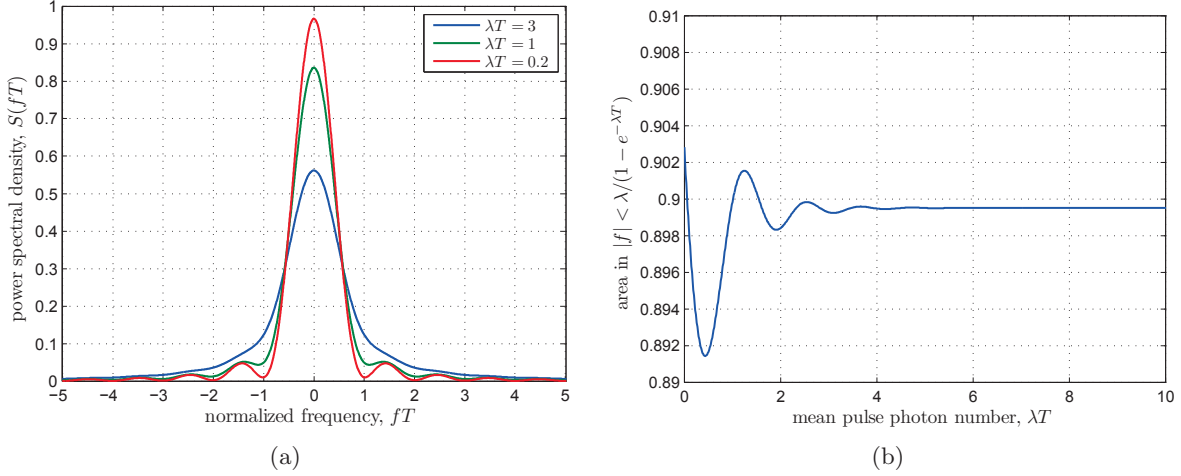 power spectral density, S(fT)
1
0.9
0.8
0.7
0.6
0.5
0.4
0.3
0.2
0.1
0
−5 −4 −3 −2 −1 0 1 2 3 4 5
normalized frequency, fT
λT = 3
λT = 1
λT = 0.2
(a)
area in |f| < λ/(1 − e^{−λT})
0.91
0.908
0.906
0.904
0.902
0.9
0.898
0.896
0.894
0.892
0.89
0 2 4 6 8 10
mean pulse photon number, λT
(b)